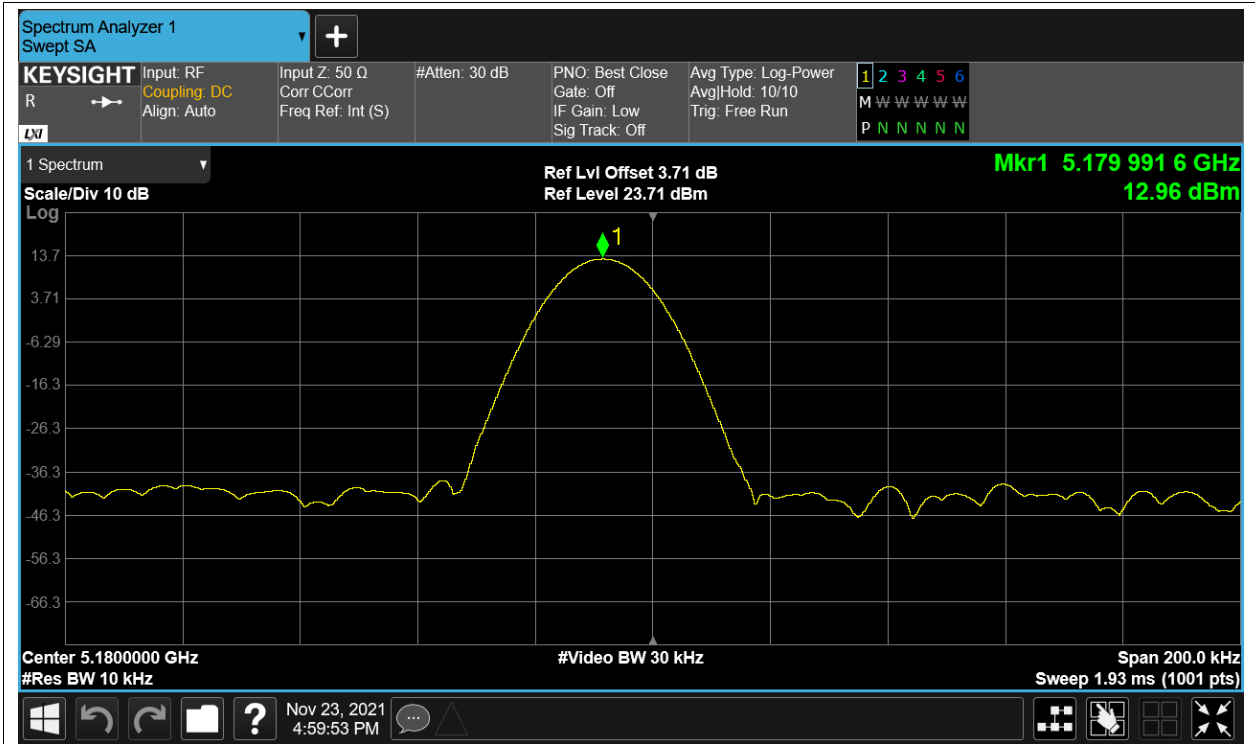 Spectrum Analyzer 1
Swept SA
+
KEYSIGHT
R
LXI
Input: RF
Coupling: DC
Align: Auto
Input Z: 50 Ω
Corr CCorr
Freq Ref: Int (S)
#Atten: 30 dB
PNO: Best Close
Gate: Off
IF Gain: Low
Sig Track: Off
Avg Type: Log-Power
Avg|Hold: 10/10
Trig: Free Run
1 2 3 4 5 6
M W W W W W
P N N N N N
1 Spectrum
Scale/Div 10 dB
Log
Ref Lvl Offset 3.71 dB
Ref Level 23.71 dBm
Mkr1 5.179 991 6 GHz
12.96 dBm
1
13.7
3.71
-6.29
-16.3
-26.3
-36.3
-46.3
-56.3
-66.3
Center 5.1800000 GHz
#Res BW 10 kHz
#Video BW 30 kHz
Span 200.0 kHz
Sweep 1.93 ms (1001 pts)
?
Nov 23, 2021
4:59:53 PM